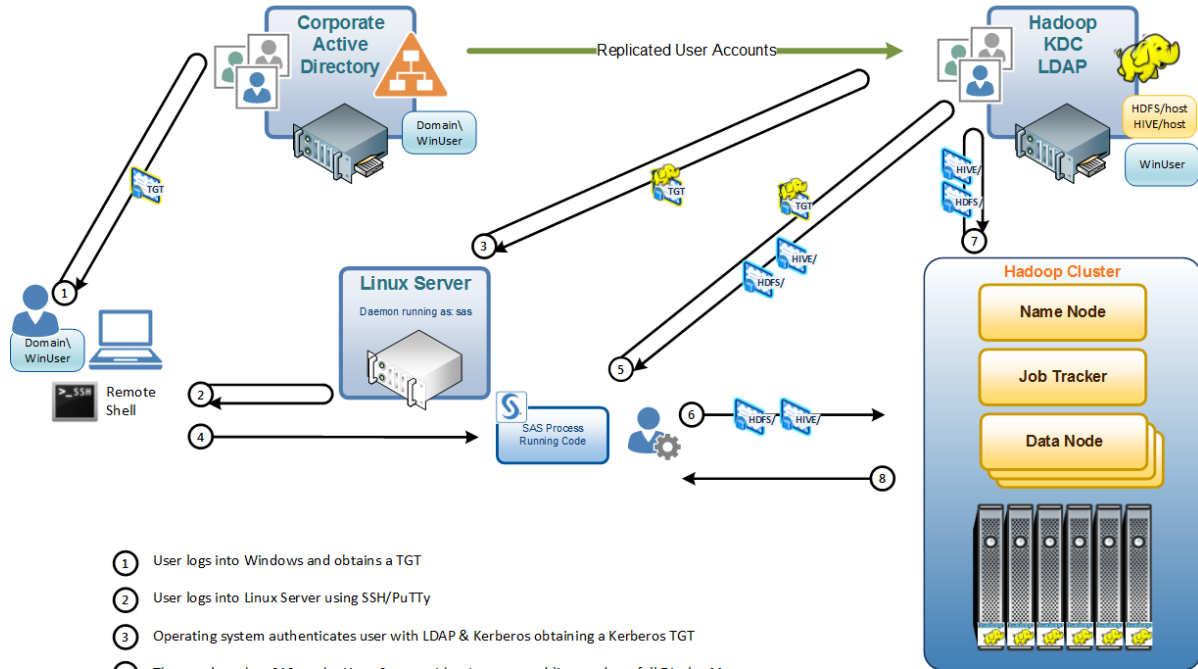 Corporate
Active
Directory
Domain\
WinUser
Replicated User Accounts
Hadoop
KDC
LDAP
HDFS/host
HIVE/host
WinUser
TGT
TGT
TGT
HIVE/
HDFS/
HIVE/
HDFS/
1
3
7
Linux Server
Daemon running as: sas
Domain\
WinUser
>_SSH
Remote
Shell
2
4
5
SAS Process
Running Code
6
HDFS/
HIVE/
8
Hadoop Cluster
Name Node
Job Tracker
Data Node
1 User logs into Windows and obtains a TGT
2 User logs into Linux Server using SSH/PuTTy
3 Operating system authenticates user with LDAP & Kerberos obtaining a Kerberos TGT